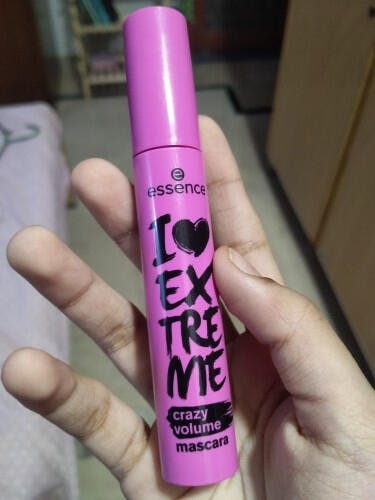 e
essence
I ♥
EX
TRE
ME
crazy
volume
mascara